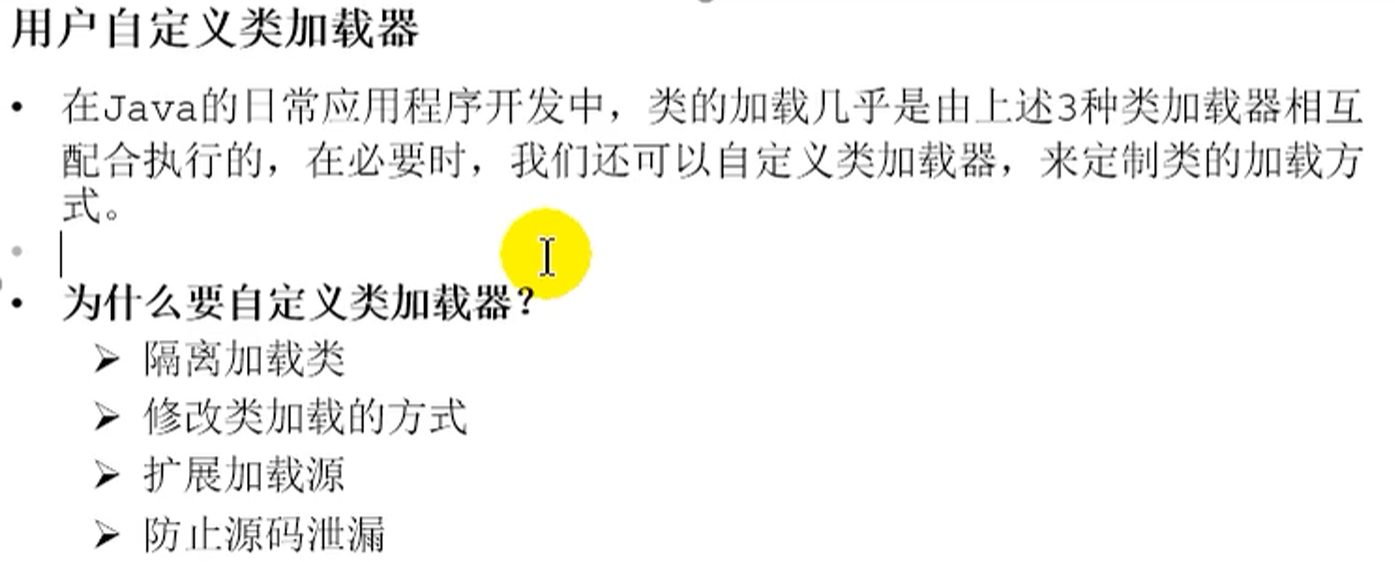 用户自定义类加载器
• 在Java的日常应用程序开发中，类的加载几乎是由上述3种类加载器相互
配合执行的，在必要时，我们还可以自定义类加载器，来定制类的加载方
式。
• 为什么要自定义类加载器？
➢ 隔离加载类
➢ 修改类加载的方式
➢ 扩展加载源
➢ 防止源码泄漏